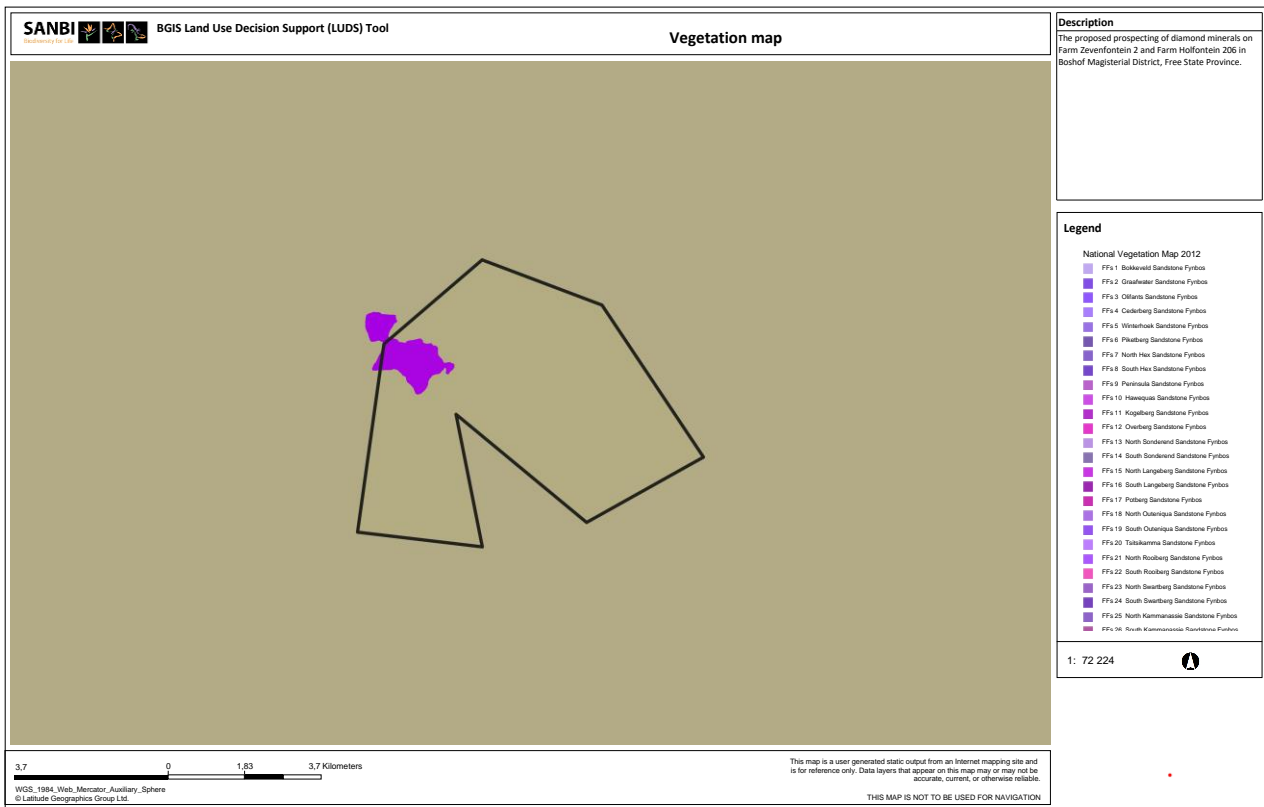 SANBI
Biodiversity for Life
BGIS Land Use Decision Support (LUDS) Tool
Vegetation map
Description
The proposed prospecting of diamond minerals on
Farm Zevenfontein 2 and Farm Holfontein 206 in
Boshof Magisterial District, Free State Province.
Legend
National Vegetation Map 2012
FFs 1 Bokkeveld Sandstone Fynbos
FFs 2 Graafwater Sandstone Fynbos
FFs 3 Olifants Sandstone Fynbos
FFs 4 Cederberg Sandstone Fynbos
FFs 5 Winterhoek Sandstone Fynbos
FFs 6 Piketberg Sandstone Fynbos
FFs 7 North Hex Sandstone Fynbos
FFs 8 South Hex Sandstone Fynbos
FFs 9 Peninsula Sandstone Fynbos
FFs 10 Hawequas Sandstone Fynbos
FFs 11 Kogelberg Sandstone Fynbos
FFs 12 Overberg Sandstone Fynbos
FFs 13 North Sonderend Sandstone Fynbos
FFs 14 South Sonderend Sandstone Fynbos
FFs 15 North Langeberg Sandstone Fynbos
FFs 16 South Langeberg Sandstone Fynbos
FFs 17 Potberg Sandstone Fynbos
FFs 18 North Outeniqua Sandstone Fynbos
FFs 19 South Outeniqua Sandstone Fynbos
FFs 20 Tsitsikamma Sandstone Fynbos
FFs 21 North Rooiberg Sandstone Fynbos
FFs 22 South Rooiberg Sandstone Fynbos
FFs 23 North Swartberg Sandstone Fynbos
FFs 24 South Swartberg Sandstone Fynbos
FFs 25 North Kammanassie Sandstone Fynbos
FFs 26 South Kammanassie Sandstone Fynbos
1: 72 224
3,7 0 1,83 3,7 Kilometers
WGS_1984_Web_Mercator_Auxiliary_Sphere
© Latitude Geographics Group Ltd.
This map is a user generated static output from an Internet mapping site and
is for reference only. Data layers that appear on this map may or may not be
accurate, current, or otherwise reliable.
THIS MAP IS NOT TO BE USED FOR NAVIGATION